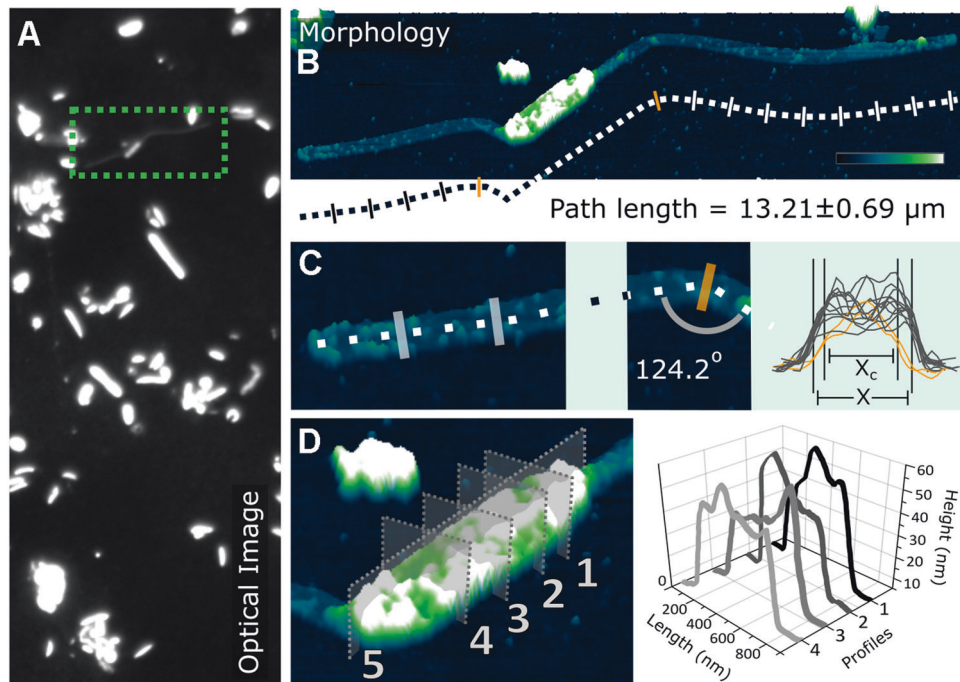 A
Optical Image
Morphology
B
Path length = 13.21±0.69 µm
C
124.2°
Xc
X
D
1
2
3
4
5
60
50
40
30
20
10
Height (nm)
0
200
400
600
800
Length (nm)
1
2
3
4
Profiles